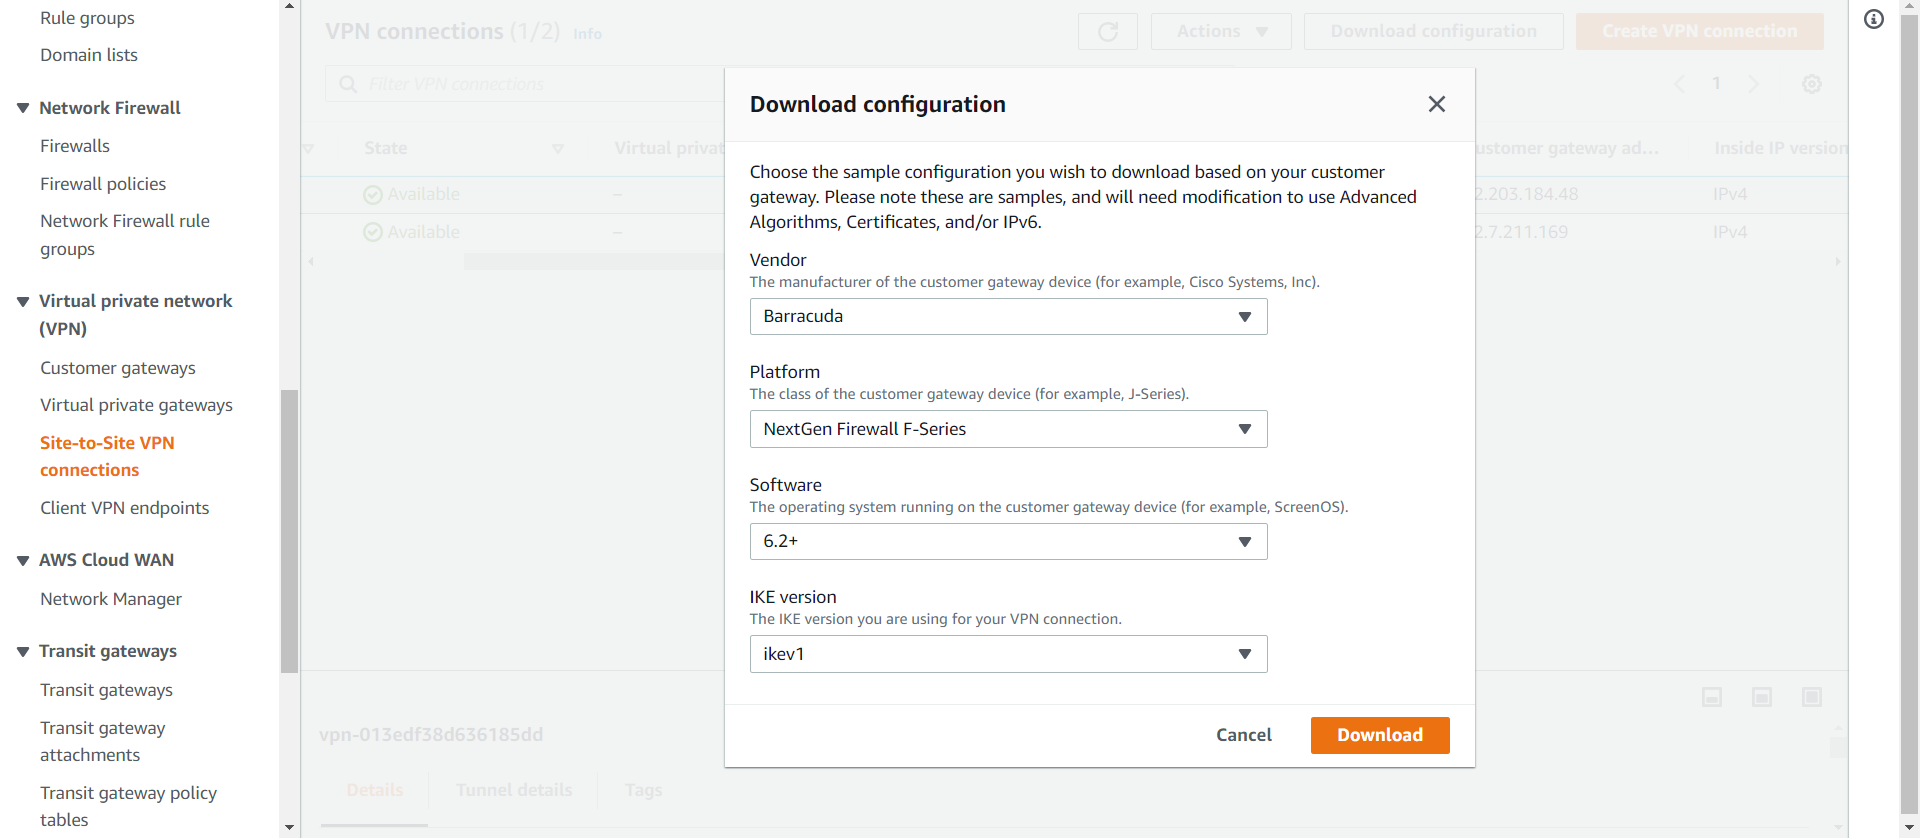 Rule groups
Domain lists
Network Firewall
Firewalls
Firewall policies
Network Firewall rule
groups
Virtual private network
(VPN)
Customer gateways
Virtual private gateways
Site-to-Site VPN
connections
Client VPN endpoints
AWS Cloud WAN
Network Manager
Transit gateways
Transit gateways
Transit gateway
attachments
Transit gateway policy
tables
VPN connections (1/2) Info
Actions
Download configuration
Create VPN connection
Filter VPN connections
1
State
Virtual privat
ustomer gateway ad...
Inside IP version
Available – 2.203.184.48 IPv4
Available – 2.7.211.169 IPv4
Download configuration
Choose the sample configuration you wish to download based on your customer
gateway. Please note these are samples, and will need modification to use Advanced
Algorithms, Certificates, and/or IPv6.
Vendor
The manufacturer of the customer gateway device (for example, Cisco Systems, Inc).
Barracuda
Platform
The class of the customer gateway device (for example, J-Series).
NextGen Firewall F-Series
Software
The operating system running on the customer gateway device (for example, ScreenOS).
6.2+
IKE version
The IKE version you are using for your VPN connection.
ikev1
Cancel
Download
vpn-013edf38d636185dd
Details
Tunnel details
Tags